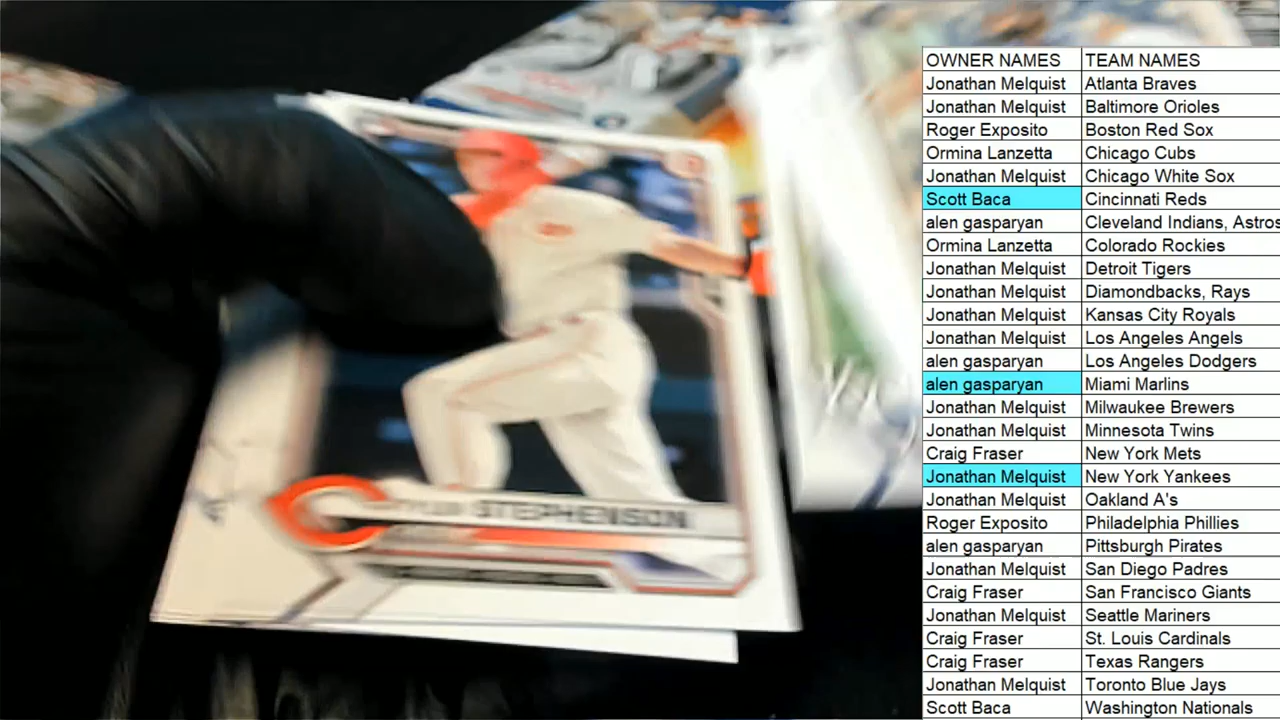 STEPHENSON
OWNER NAMES TEAM NAMES
Jonathan Melquist Atlanta Braves
Jonathan Melquist Baltimore Orioles
Roger Exposito Boston Red Sox
Ormina Lanzetta Chicago Cubs
Jonathan Melquist Chicago White Sox
Scott Baca Cincinnati Reds
alen gasparyan Cleveland Indians, Astros
Ormina Lanzetta Colorado Rockies
Jonathan Melquist Detroit Tigers
Jonathan Melquist Diamondbacks, Rays
Jonathan Melquist Kansas City Royals
Jonathan Melquist Los Angeles Angels
alen gasparyan Los Angeles Dodgers
alen gasparyan Miami Marlins
Jonathan Melquist Milwaukee Brewers
Jonathan Melquist Minnesota Twins
Craig Fraser New York Mets
Jonathan Melquist New York Yankees
Jonathan Melquist Oakland A's
Roger Exposito Philadelphia Phillies
alen gasparyan Pittsburgh Pirates
Jonathan Melquist San Diego Padres
Craig Fraser San Francisco Giants
Jonathan Melquist Seattle Mariners
Craig Fraser St. Louis Cardinals
Craig Fraser Texas Rangers
Jonathan Melquist Toronto Blue Jays
Scott Baca Washington Nationals